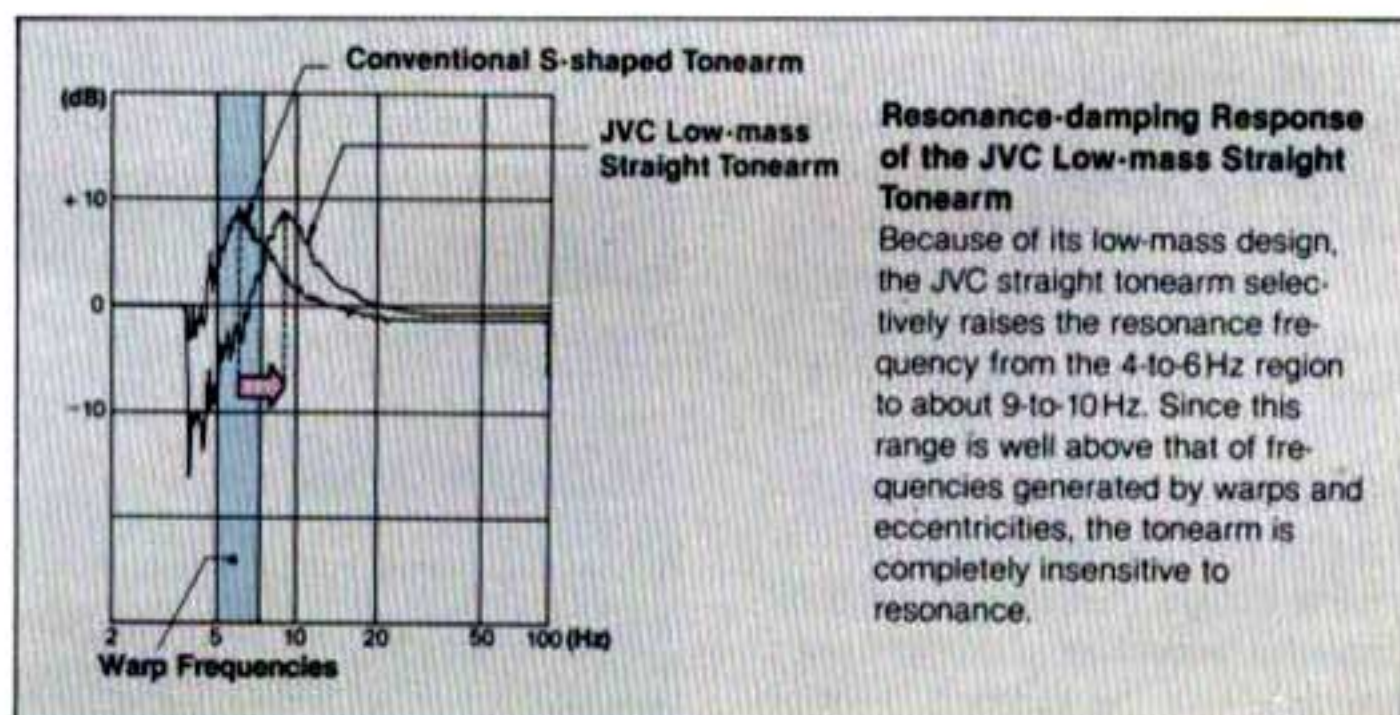 Conventional S-shaped Tonearm
(dB)
JVC Low-mass
Straight Tonearm
+10
0
-10
2 5 10 20 50 100 (Hz)
Warp Frequencies
Resonance-damping Response
of the JVC Low-mass Straight
Tonearm
Because of its low-mass design,
the JVC straight tonearm selec-
tively raises the resonance fre-
quency from the 4-to-6 Hz region
to about 9-to-10 Hz. Since this
range is well above that of fre-
quencies generated by warps and
eccentricities, the tonearm is
completely insensitive to
resonance.